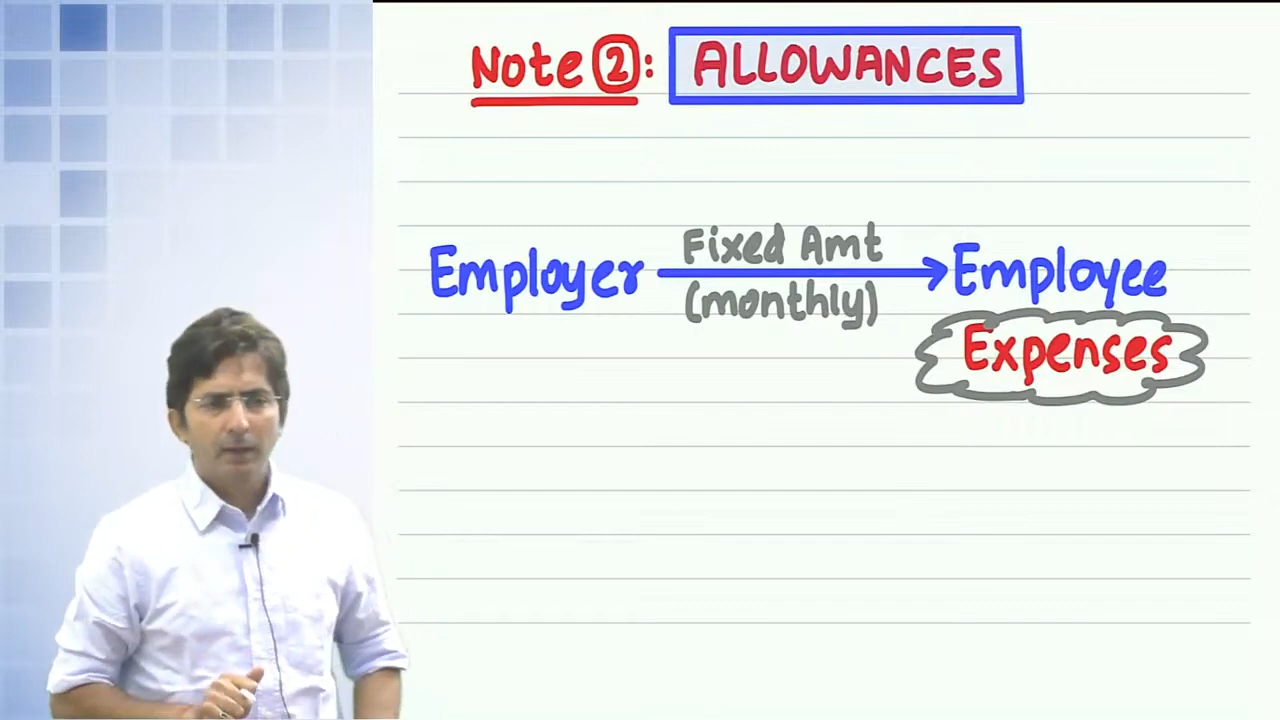 Note 2: ALLOWANCES
Fixed Amt
Employer Employee
(monthly)
Expenses